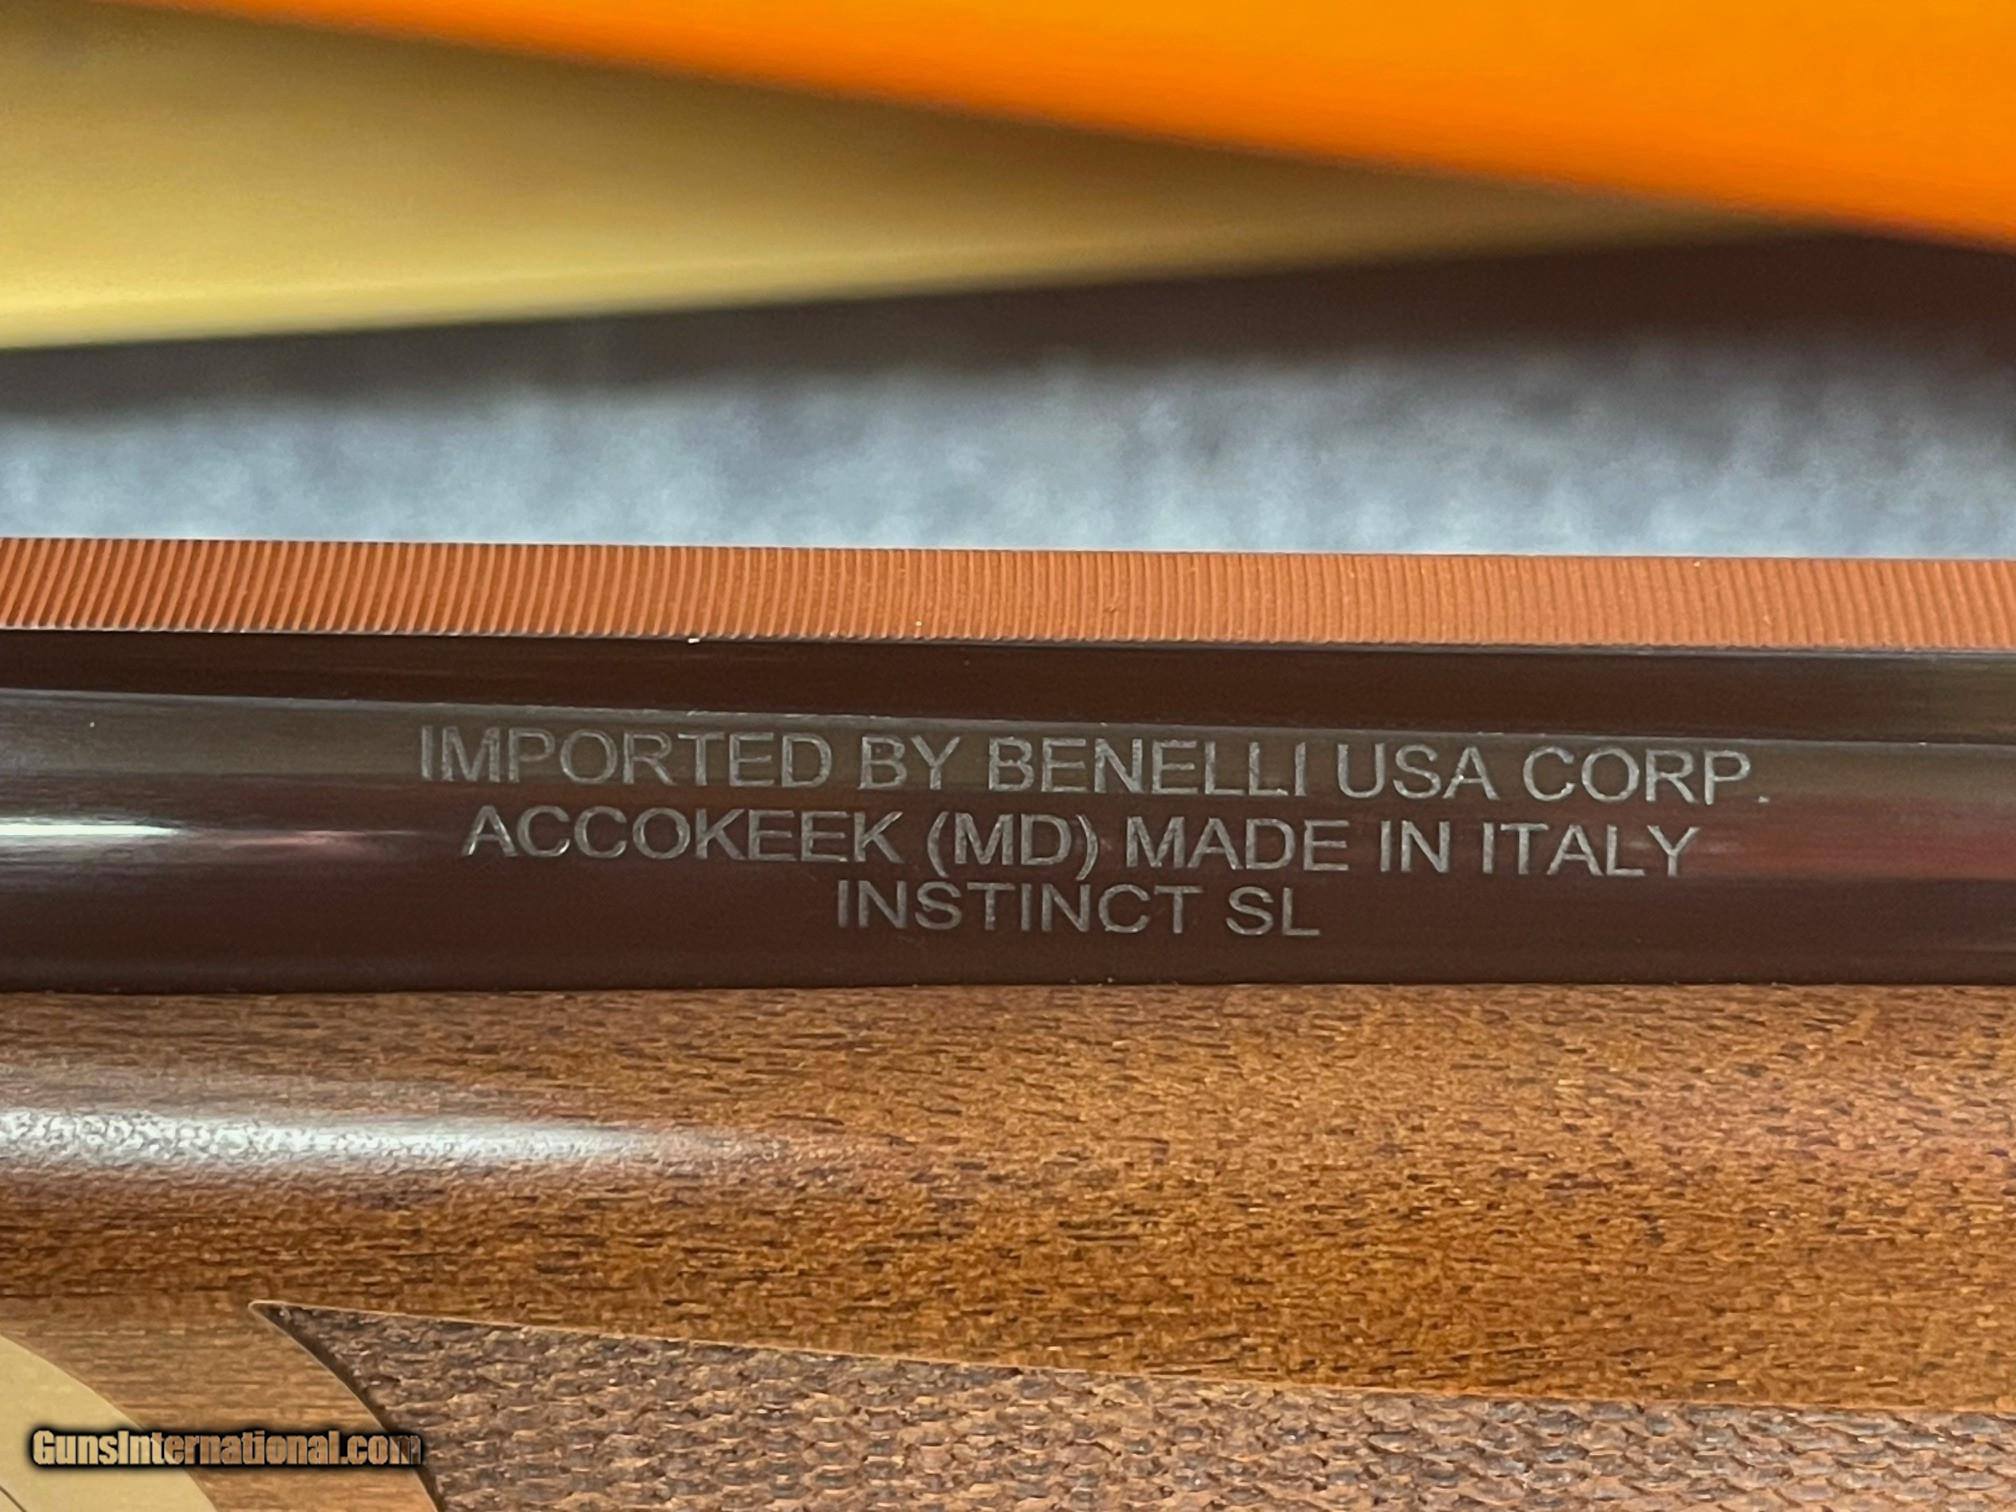 IMPORTED BY BENELLI USA CORP.
ACCOKEEK (MD) MADE IN ITALY
INSTINCT SL
GunsInternational.com